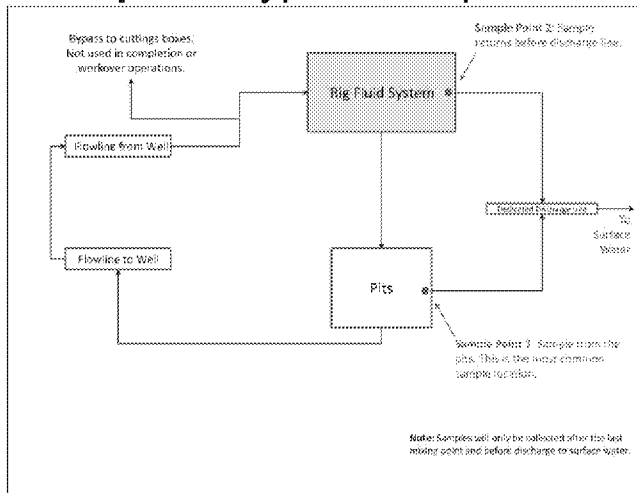 Sample Point 2: Sample
returns before discharge line.
Bypass to cuttings boxes.
Not used in completion or
workover operations.
Rig Fluid System
Flowline from Well
Dedicated Discharge Line
To
Surface
Water
Flowline to Well
Pits
Sample Point 1: Sample from the
pits. This is the most common
sample location.
Note: Samples will only be collected after the last
mixing point and before discharge to surface water.